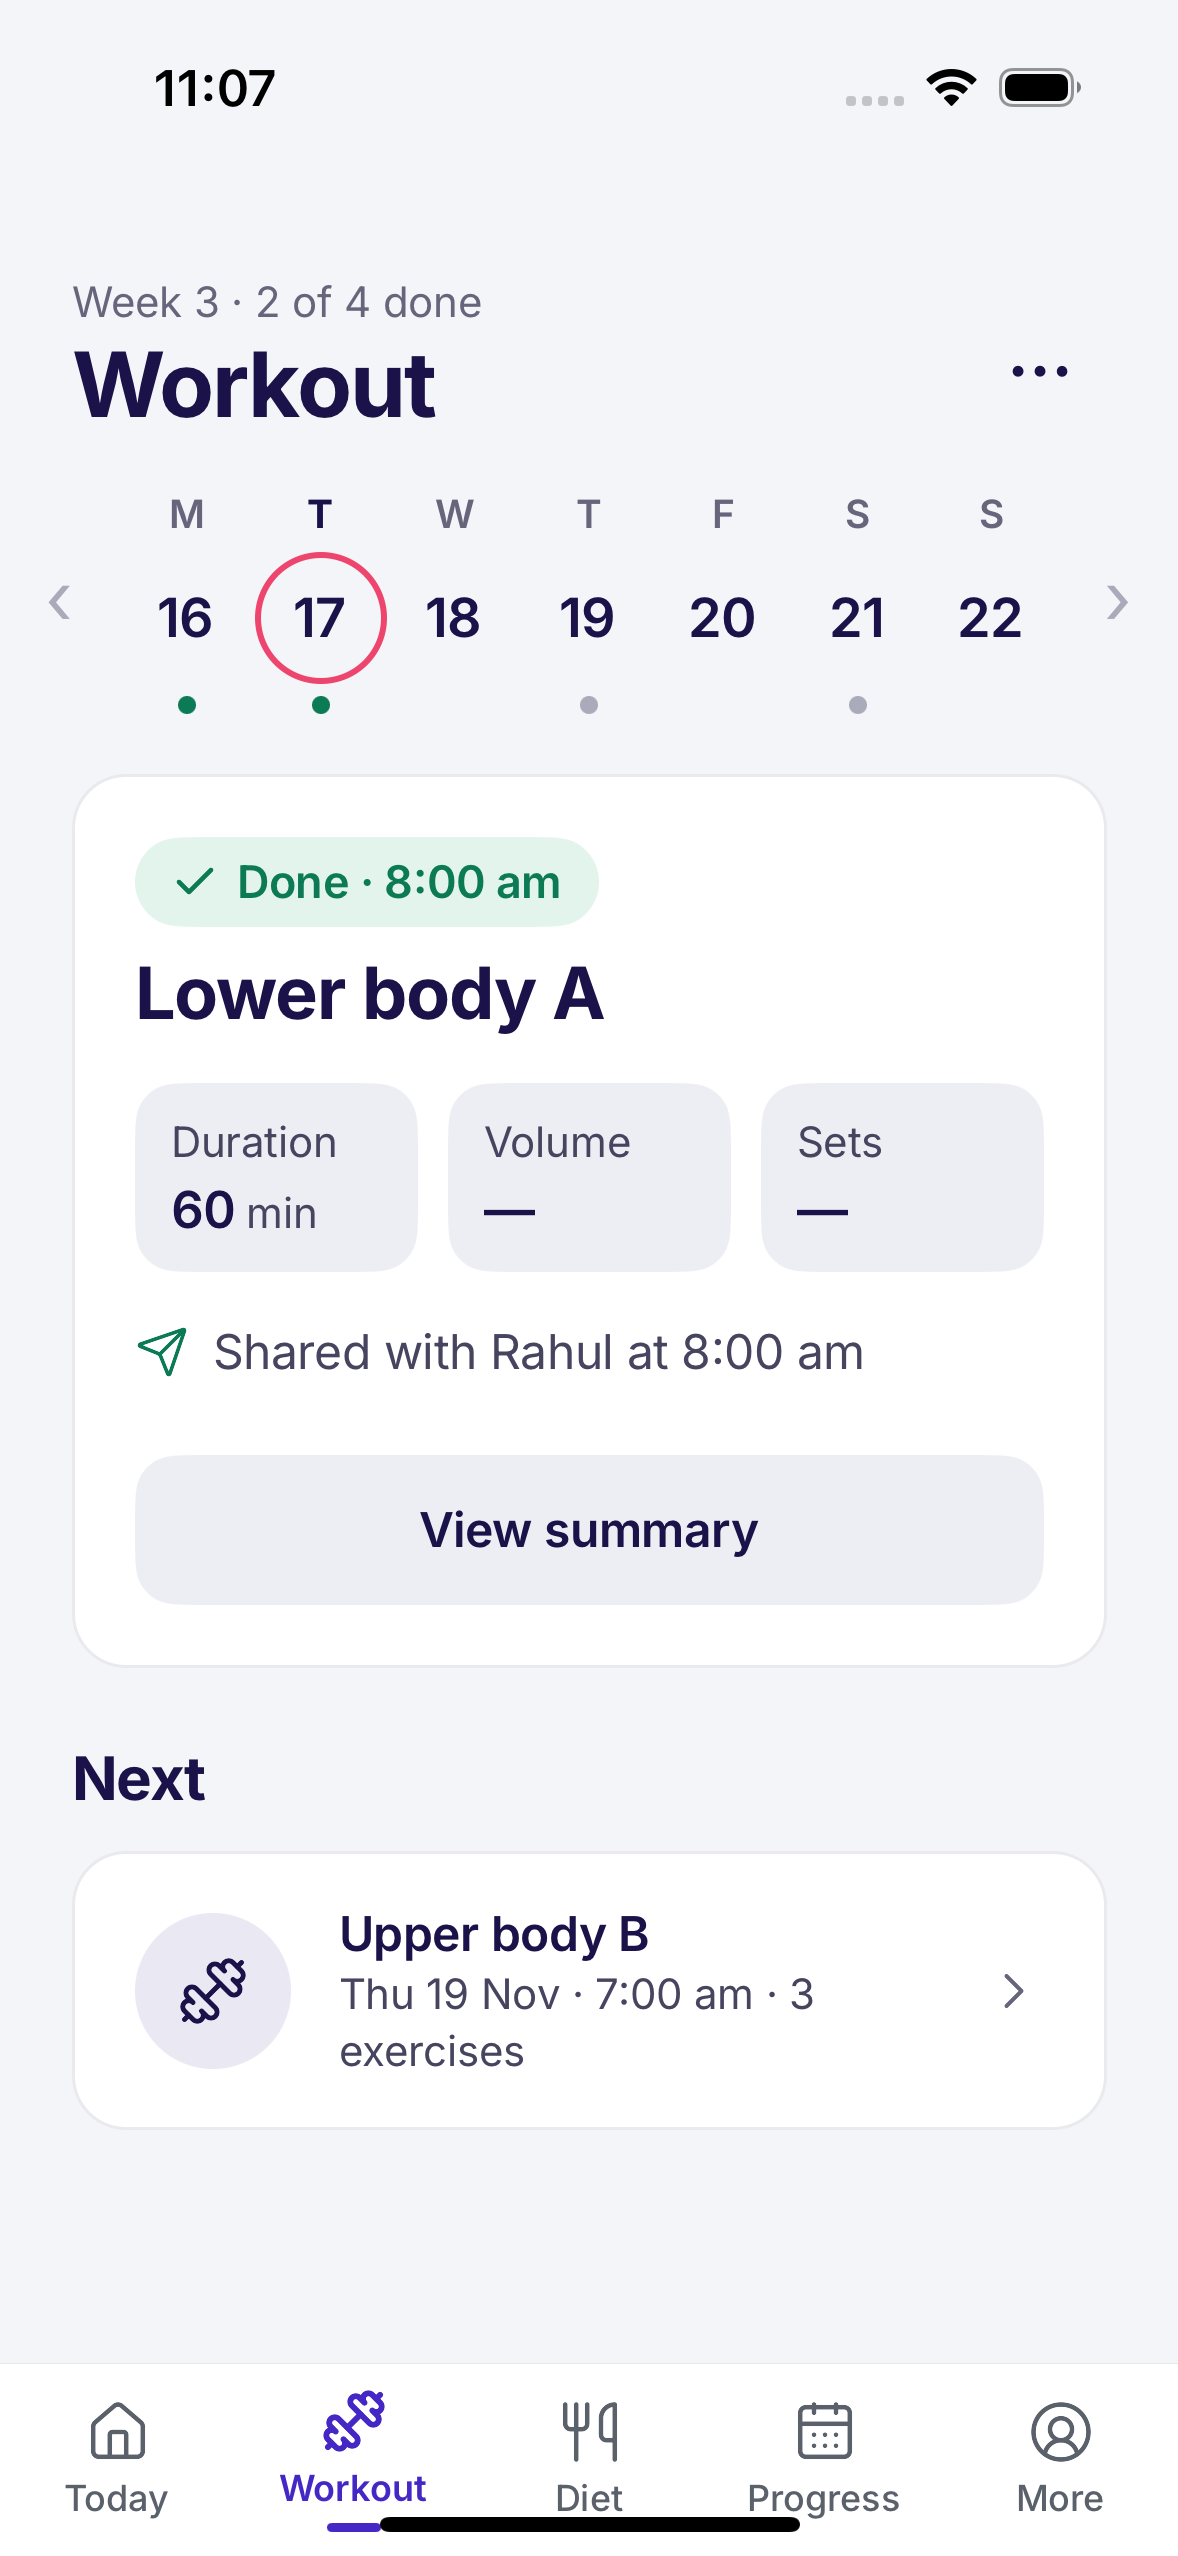 11:07
Week 3 · 2 of 4 done
Workout
M T W T F S S
16 17 18 19 20 21 22
Done · 8:00 am
Lower body A
Duration Volume Sets
60 min — —
Shared with Rahul at 8:00 am
View summary
Next
Upper body B
Thu 19 Nov · 7:00 am · 3
exercises
Today Workout Diet Progress More